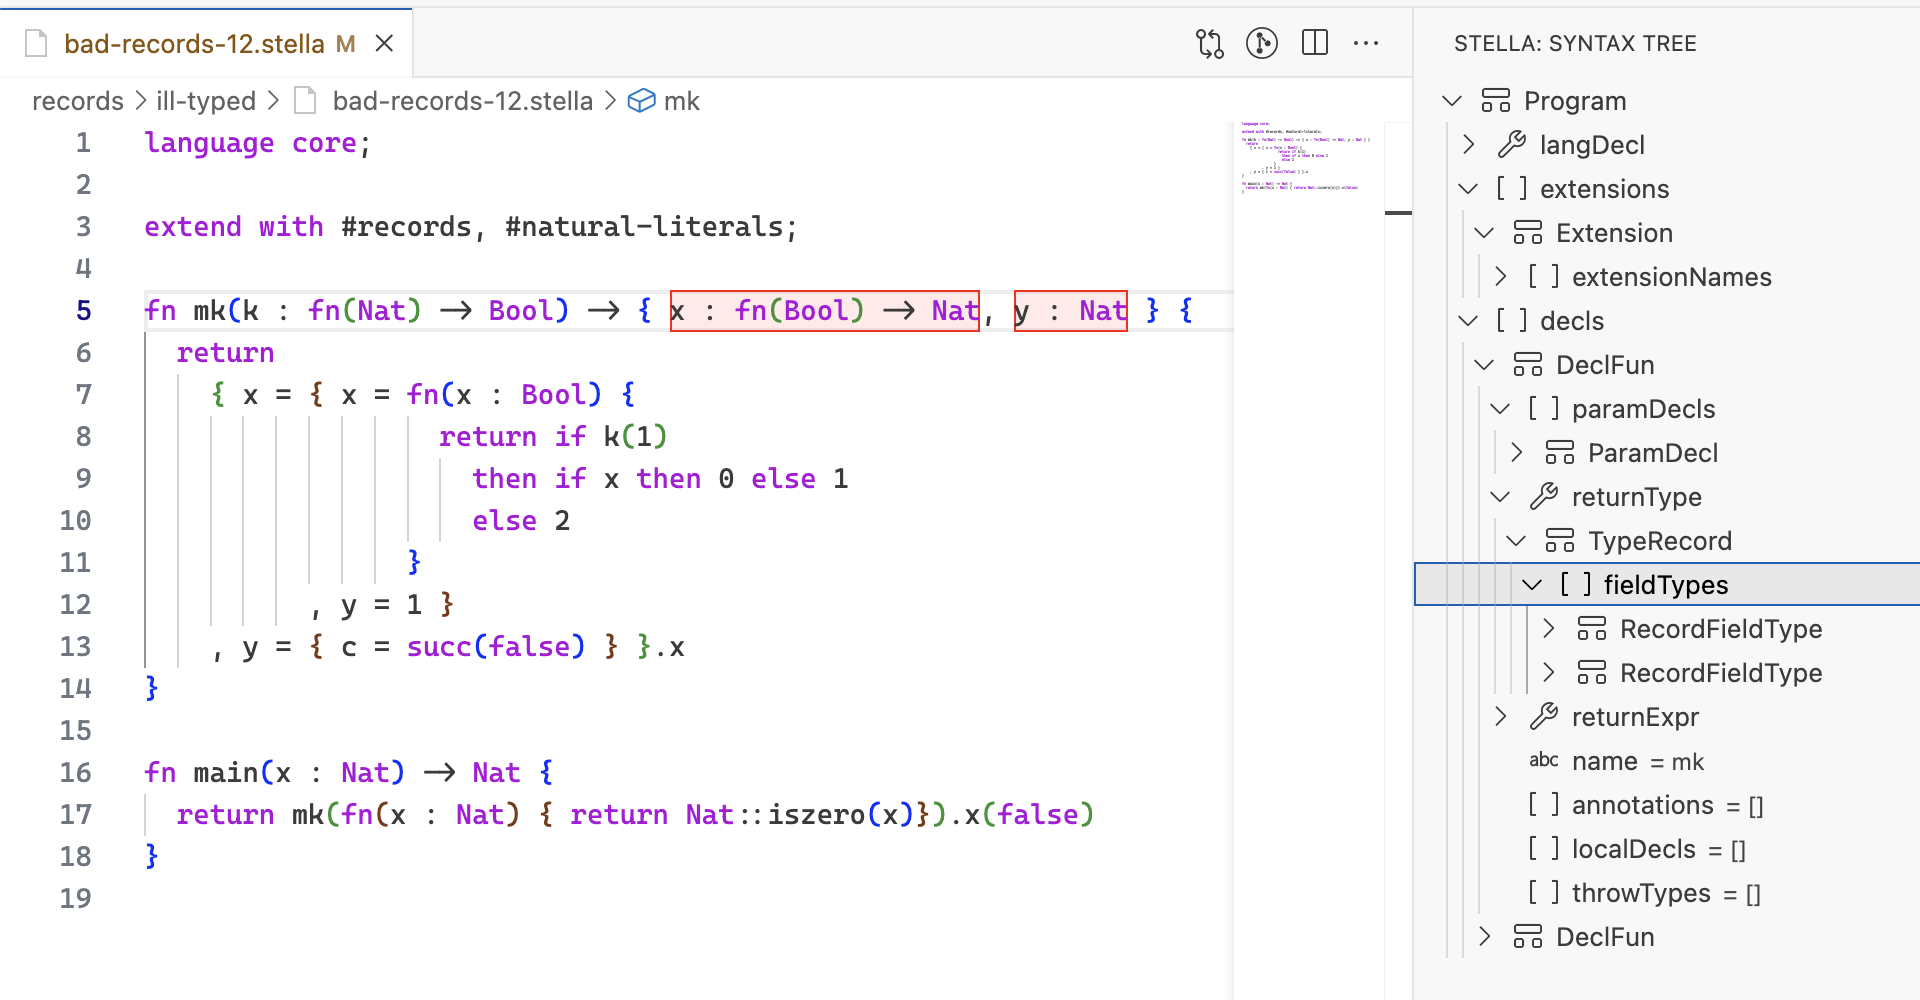 bad-records-12.stella M
records > ill-typed > bad-records-12.stella > mk
1 language core;
2
3 extend with #records, #natural-literals;
4
5 fn mk(k : fn(Nat) -> Bool) -> { x : fn(Bool) -> Nat, y : Nat } {
6 return
7 { x = { x = fn(x : Bool) {
8 return if k(1)
9 then if x then 0 else 1
10 else 2
11 }
12 , y = 1 }
13 , y = { c = succ(false) } }.x
14 }
15
16 fn main(x : Nat) -> Nat {
17 return mk(fn(x : Nat) { return Nat::iszero(x)}).x(false)
18 }
19
STELLA: SYNTAX TREE
Program
langDecl
[ ] extensions
Extension
[ ] extensionNames
[ ] decls
DeclFun
[ ] paramDecls
ParamDecl
returnType
TypeRecord
[ ] fieldTypes
RecordFieldType
RecordFieldType
returnExpr
abc name = mk
[ ] annotations = []
[ ] localDecls = []
[ ] throwTypes = []
DeclFun